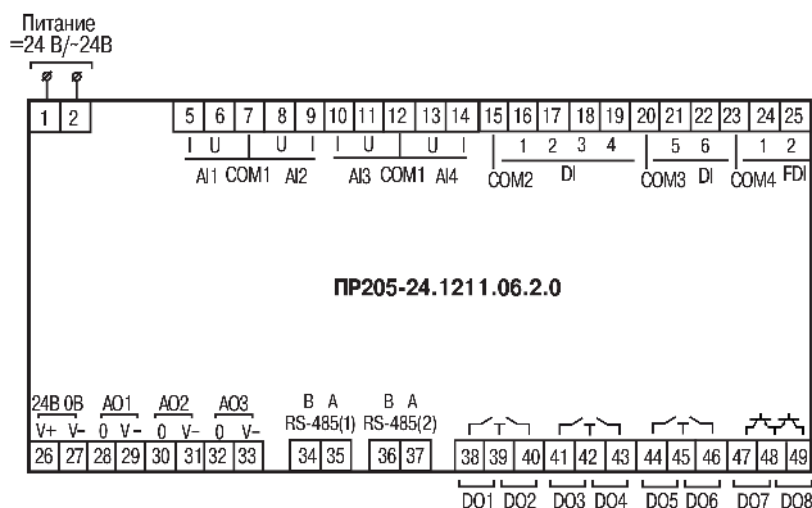 Питание
=24 В/~24В
1 2 5 6 7 8 9 10 11 12 13 14 15 16 17 18 19 20 21 22 23 24 25
I U U I I U U I 1 2 3 4 5 6 1 2
AI1 COM1 AI2 AI3 COM1 AI4 COM2 DI COM3 DI COM4 FDI
ПР205-24.1211.06.2.0
24В 0В AO1 AO2 AO3 B A B A
V+ V- 0 V- 0 V- 0 V- RS-485(1) RS-485(2)
26 27 28 29 30 31 32 33 34 35 36 37 38 39 40 41 42 43 44 45 46 47 48 49
DO1 DO2 DO3 DO4 DO5 DO6 DO7 DO8